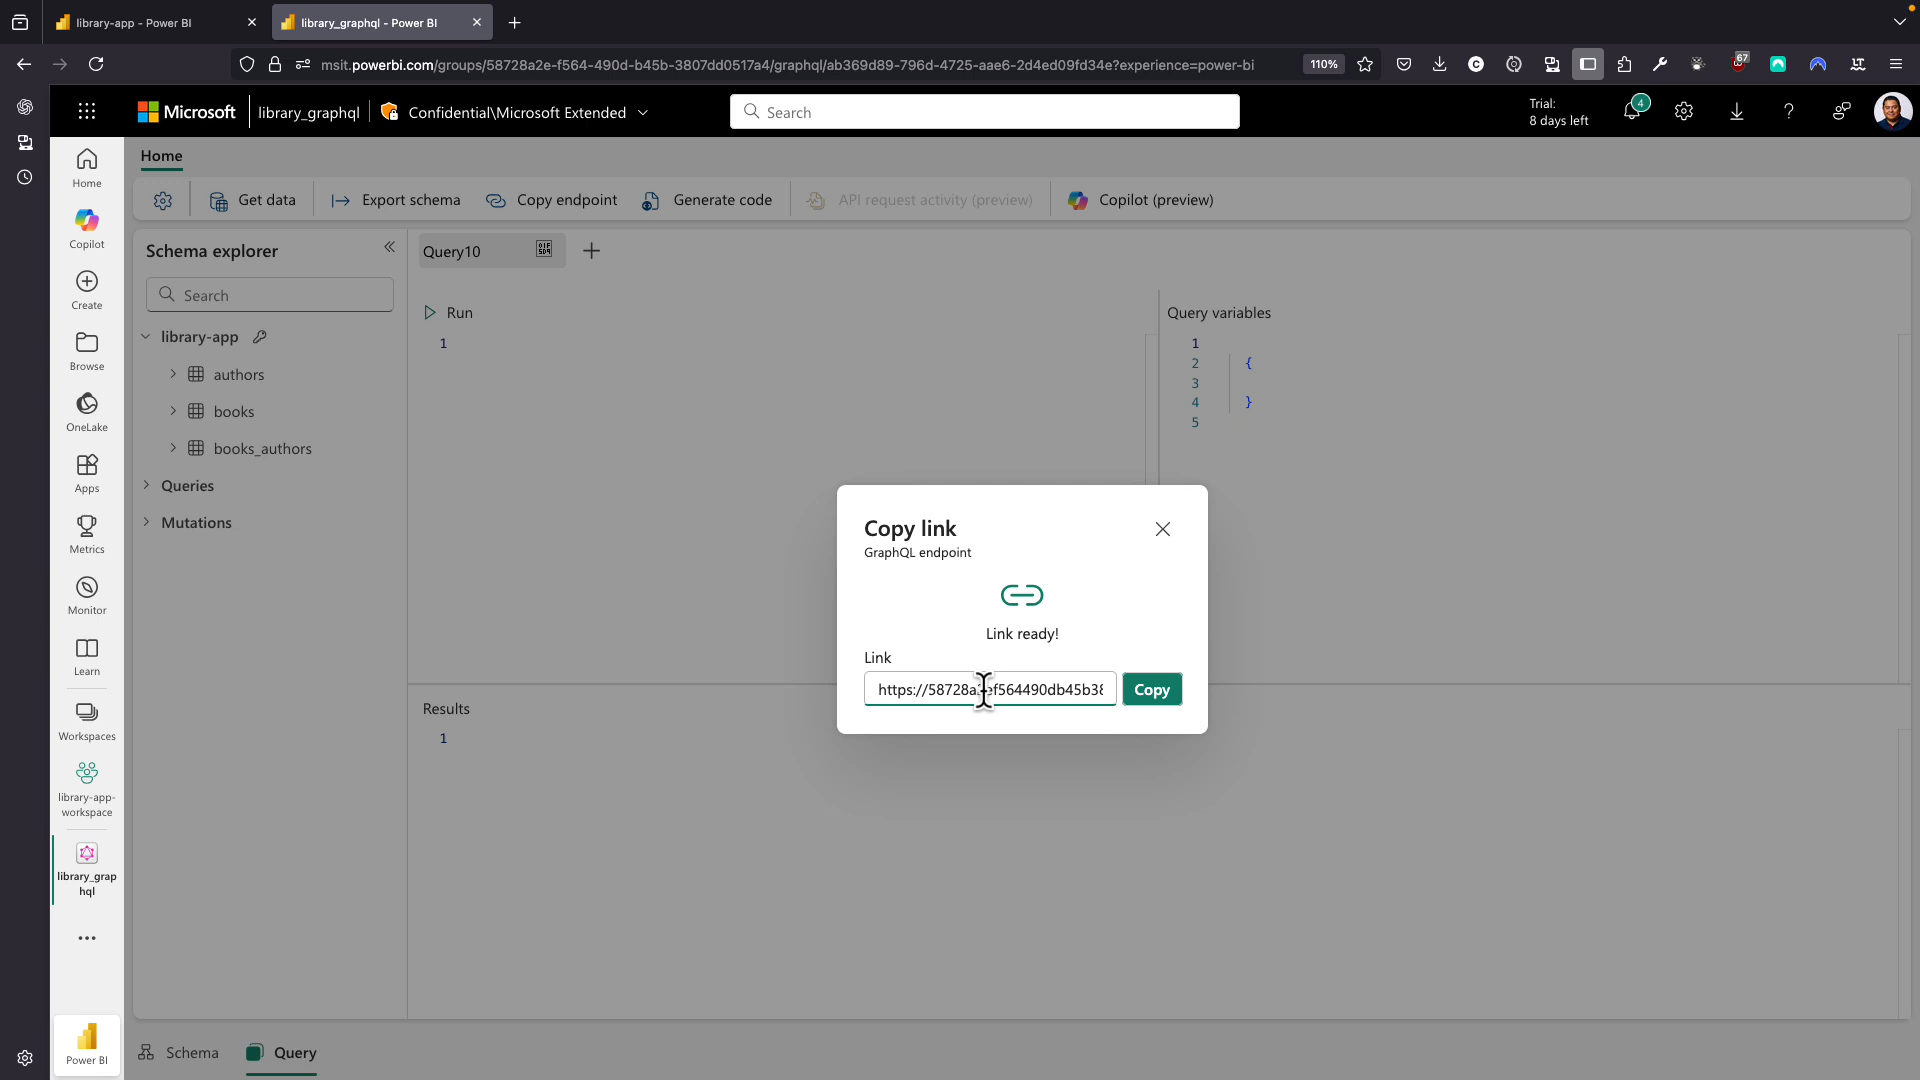 library-app - Power BI
library_graphql - Power BI
msit.powerbi.com/groups/58728a2e-f564-490d-b45b-3807dd0517a4/graphql/ab369d89-796d-4725-aae6-2d4ed09fd34e?experience=power-bi
110%
67
Microsoft
library_graphql
Confidential\Microsoft Extended
Search
Trial:
8 days left
4
Home
Copilot
Create
Browse
OneLake
Apps
Metrics
Monitor
Learn
Workspaces
library-app-
workspace
library_grap
hql
Power BI
Home
Get data
Export schema
Copy endpoint
Generate code
API request activity (preview)
Copilot (preview)
Schema explorer
Search
library-app
authors
books
books_authors
Queries
Mutations
Query10
Run
1
Query variables
1
2 {
3
4 }
5
Copy link
GraphQL endpoint
Link ready!
Link
Copy
Results
1
Schema
Query